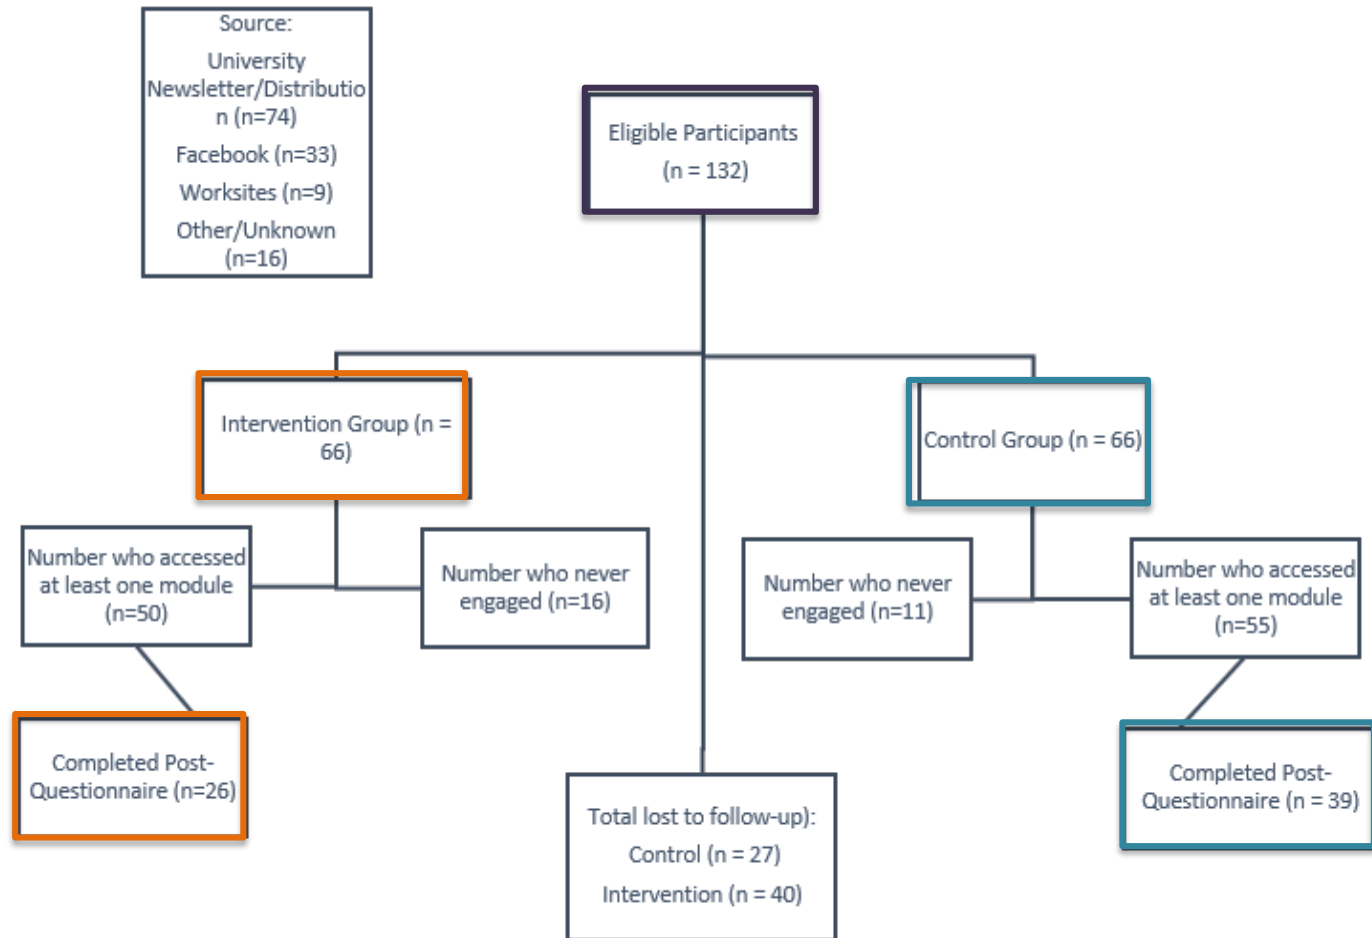 Source:
University
Newsletter/Distributio
n (n=74)
Facebook (n=33)
Worksites (n=9)
Other/Unknown
(n=16)
Eligible Participants
(n = 132)
Intervention Group (n =
66)
Control Group (n = 66)
Number who accessed
at least one module
(n=50)
Number who never
engaged (n=16)
Number who never
engaged (n=11)
Number who accessed
at least one module
(n=55)
Completed Post-
Questionnaire (n=26)
Total lost to follow-up):
Control (n = 27)
Intervention (n = 40)
Completed Post-
Questionnaire (n = 39)